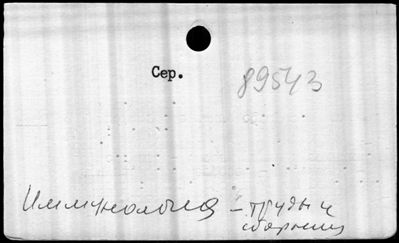 Сер.
89543
Иммунология – труды и
сборники